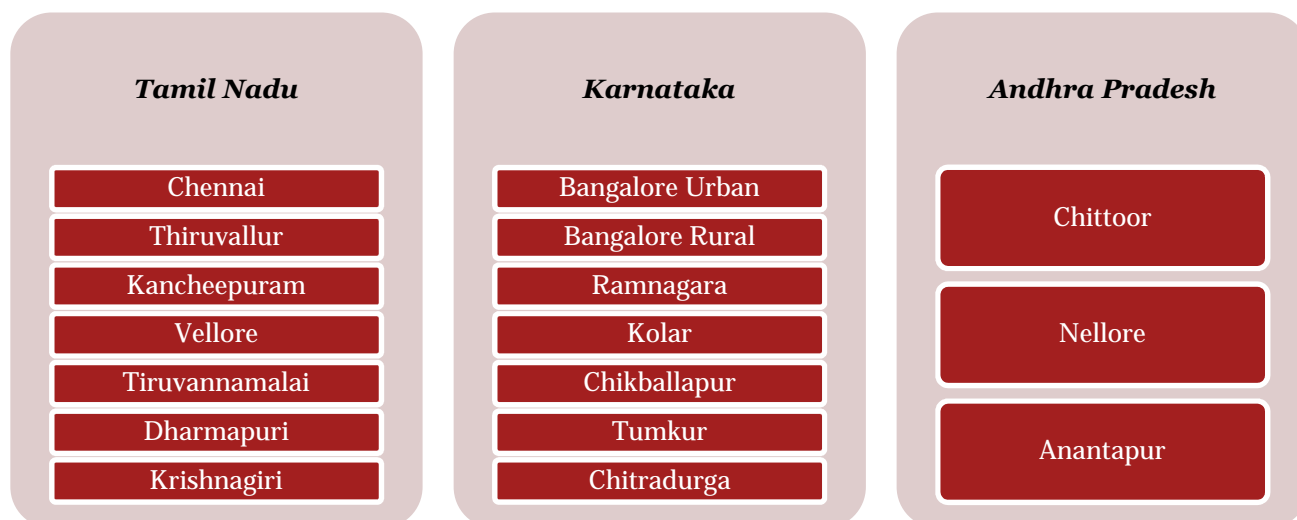 Tamil Nadu
Chennai
Thiruvallur
Kancheepuram
Vellore
Tiruvannamalai
Dharmapuri
Krishnagiri
Karnataka
Bangalore Urban
Bangalore Rural
Ramnagara
Kolar
Chikballapur
Tumkur
Chitradurga
Andhra Pradesh
Chittoor
Nellore
Anantapur